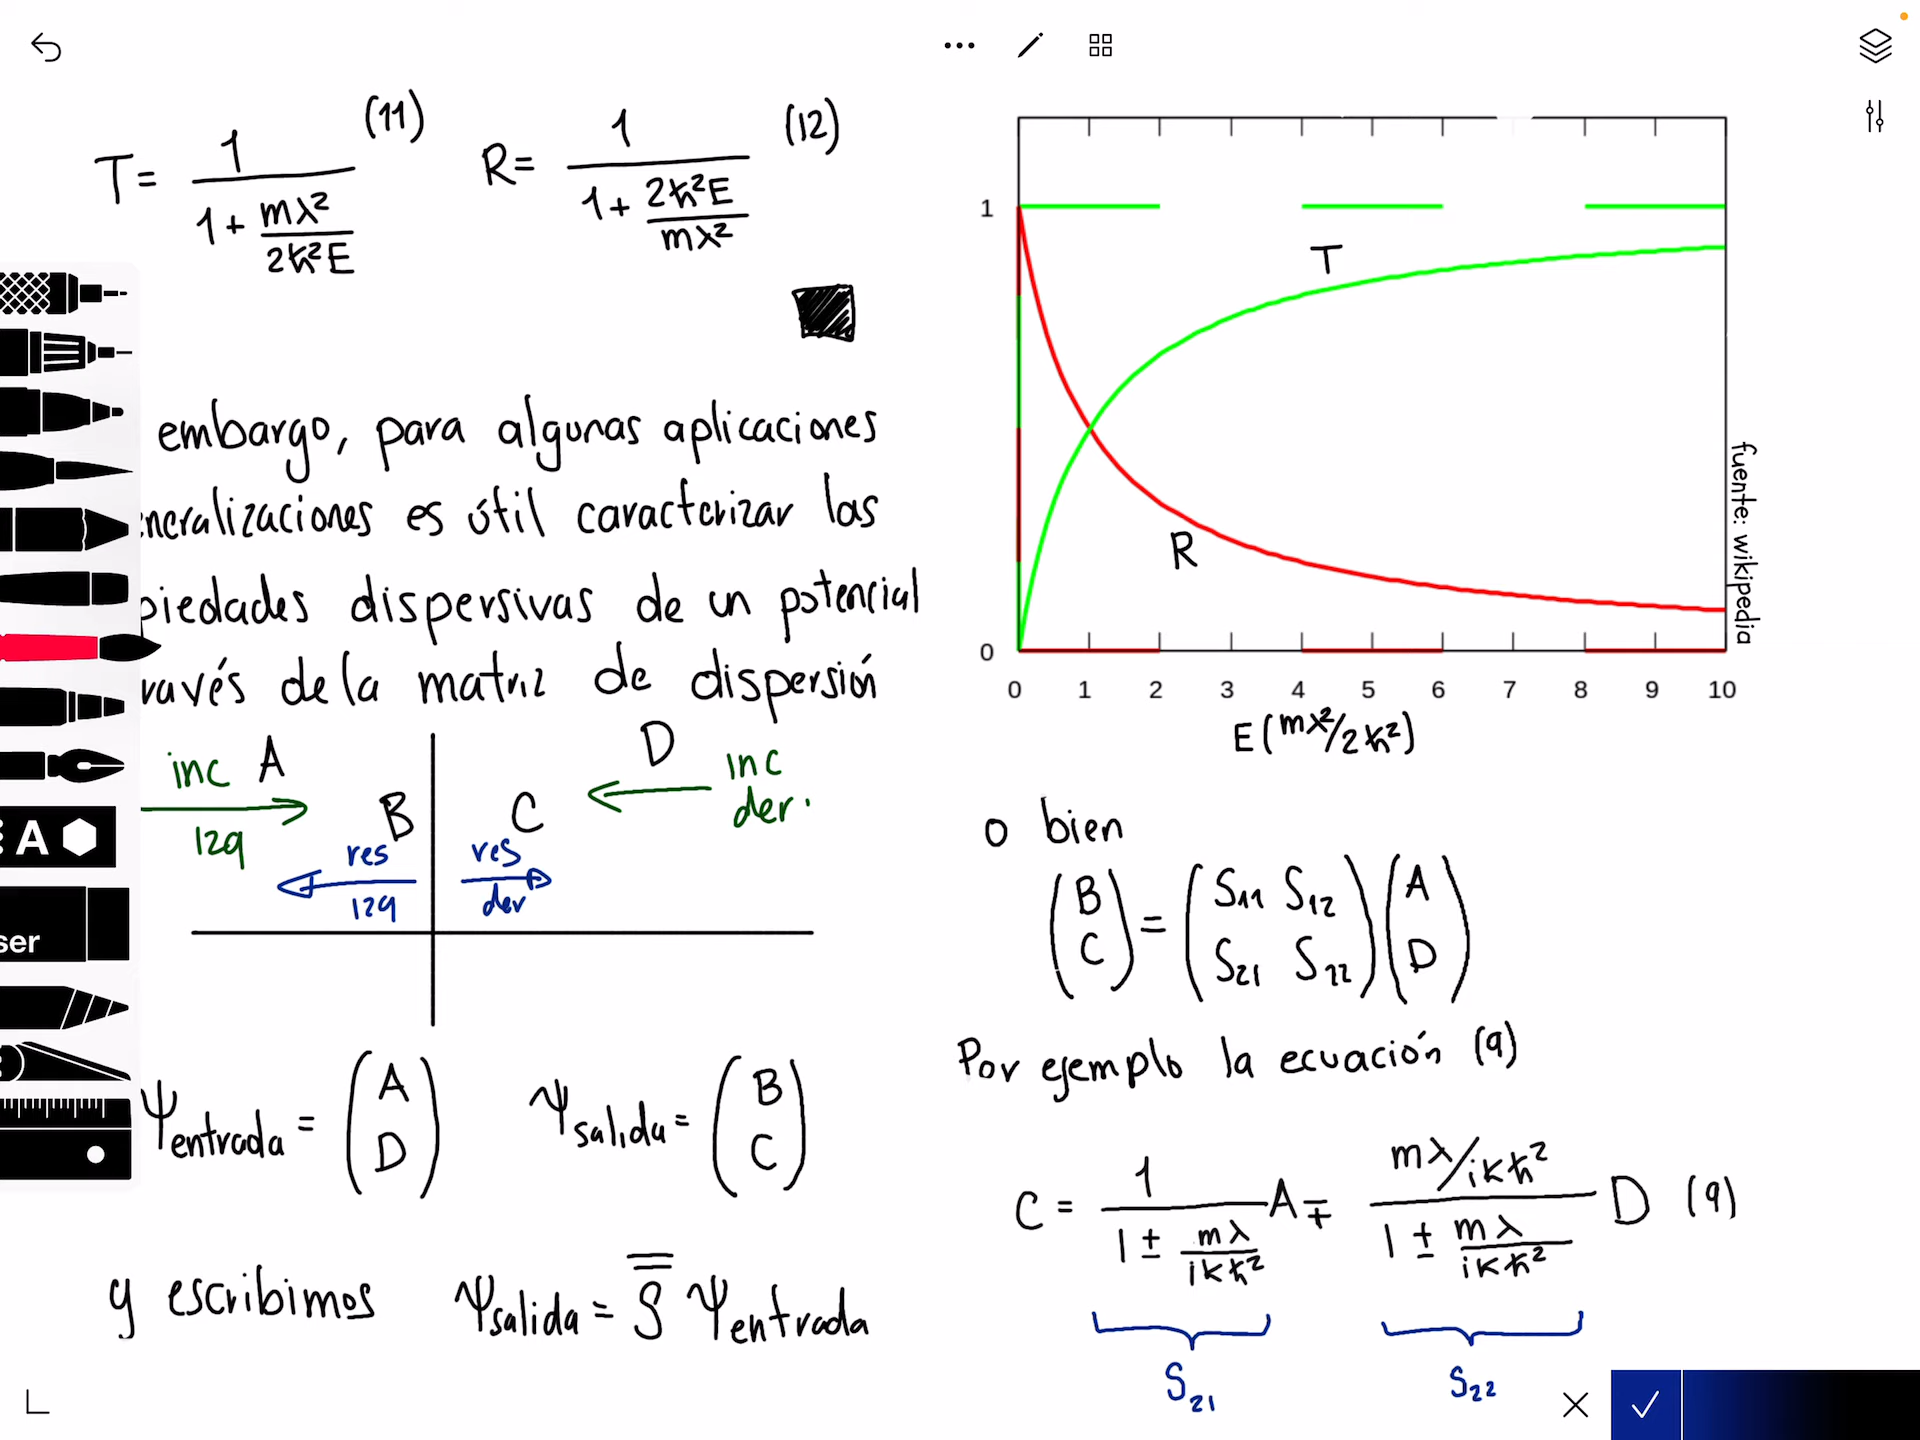 T = 1 / (1 + mλ²/2ħ²E) (11)
R = 1 / (1 + 2ħ²E/mλ²) (12)
embargo, para algunas aplicaciones
neralizaciones es útil caracterizar las
piedades dispersivas de un potencial
ravés de la matriz de dispersión
inc A
izq
B
res
izq
C
res
der
D
inc
der.
Ψentrada = (A D)
Ψsalida = (B C)
y escribimos Ψsalida = S Ψentrada
1
T
R
0
0 1 2 3 4 5 6 7 8 9 10
E (mλ²/2ħ²)
fuente: wikipedia
o bien
(B C) = (S11 S12 S21 S22) (A D)
Por ejemplo la ecuación (9)
C = 1 / (1 ± mλ/ikħ²) A ∓ (mλ/ikħ²) / (1 ± mλ/ikħ²) D (9)
S21
S22
A
ser